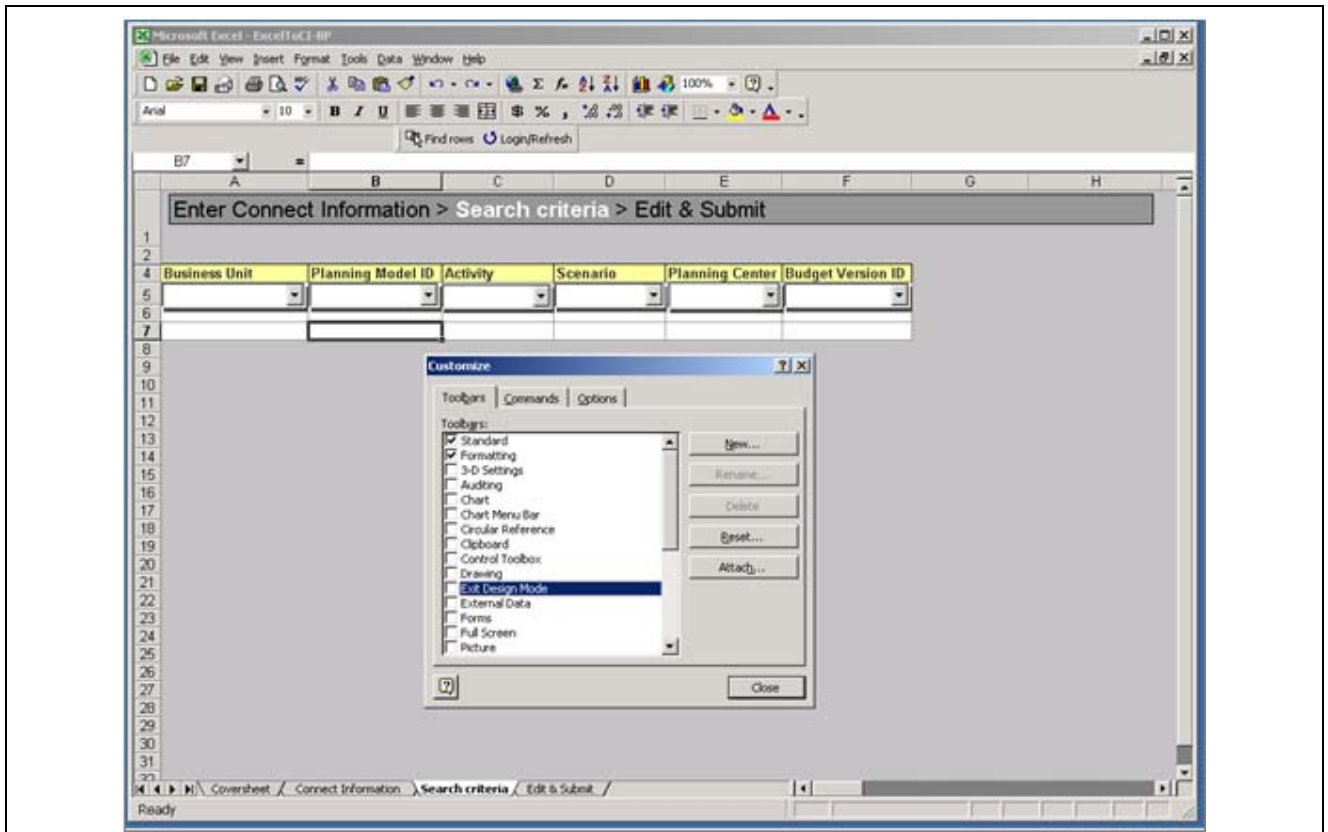 Microsoft Excel - ExcelToCI-BP
File Edit View Insert Format Tools Data Window Help
100%
Arial 10 B I U $ % ,
Find rows Login/Refresh
B7 =
A B C D E F G H
Enter Connect Information > Search criteria > Edit & Submit
1
2
4 Business Unit Planning Model ID Activity Scenario Planning Center Budget Version ID
5
6
7
8
9
10
11
12
13
14
15
16
17
18
19
20
21
22
23
24
25
26
27
28
29
30
31
32
Customize
Toolbars Commands Options
Toolbars:
Standard
Formatting
3-D Settings
Auditing
Chart
Chart Menu Bar
Circular Reference
Clipboard
Control Toolbox
Drawing
Exit Design Mode
External Data
Forms
Full Screen
Picture
New...
Rename...
Delete
Reset...
Attach...
Close
Coversheet Connect Information Search criteria Edit & Submit
Ready